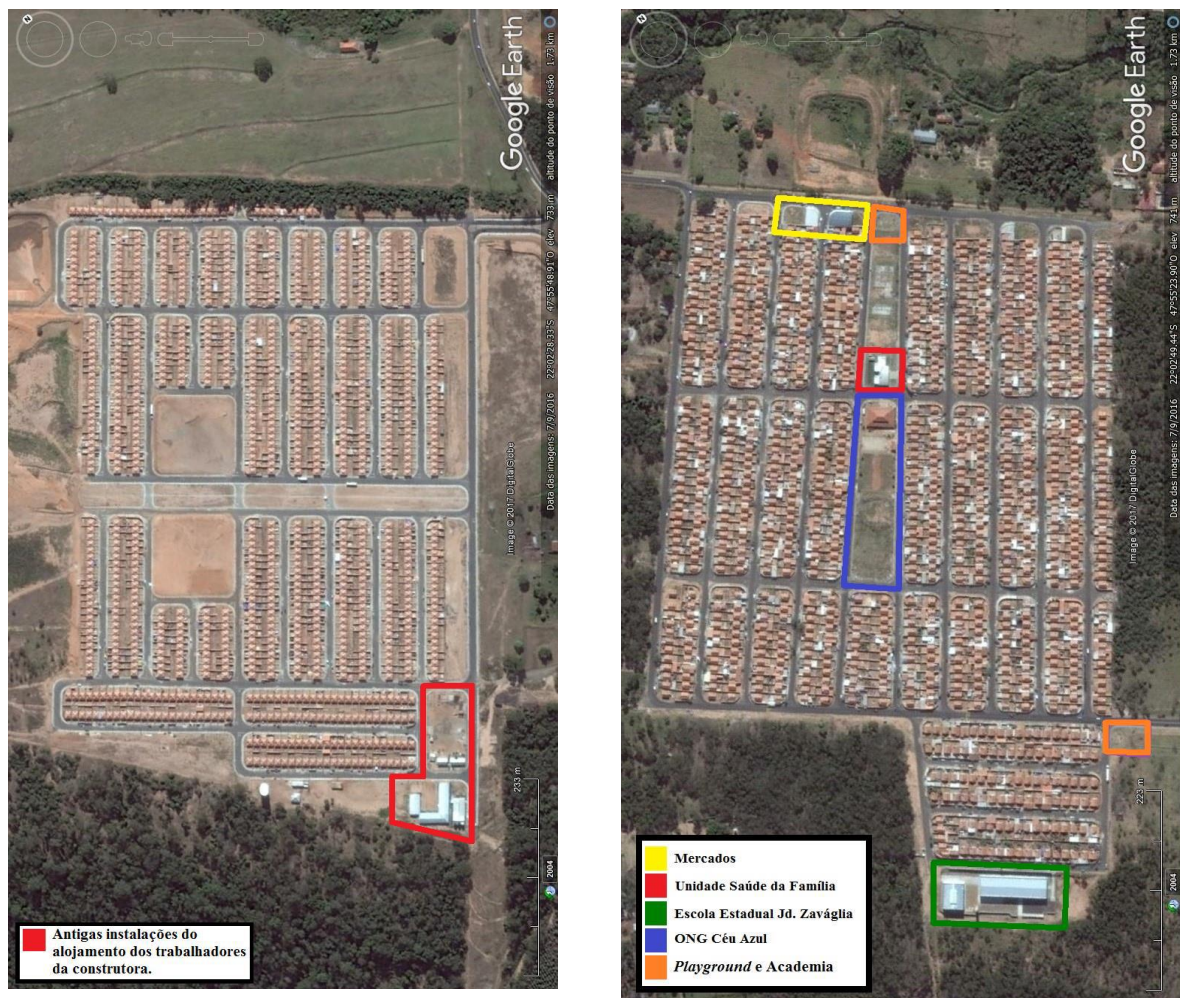 Google Earth
Data das imagens: 7/9/2016 22°02'28.33"S 47°55'48.91"O elev 733 m altitude do ponto de visão 1.73 km
Image © 2017 DigitalGlobe
233 m
2004
N
Antigas instalações do
alojamento dos trabalhadores
da construtora.
Google Earth
Data das imagens: 7/9/2016 22°02'49.44"S 47°55'23.90"O elev 741 m altitude do ponto de visão 1.73 km
Image © 2017 DigitalGlobe
223 m
2004
N
Mercados
Unidade Saúde da Família
Escola Estadual Jd. Zaváglia
ONG Céu Azul
Playground e Academia